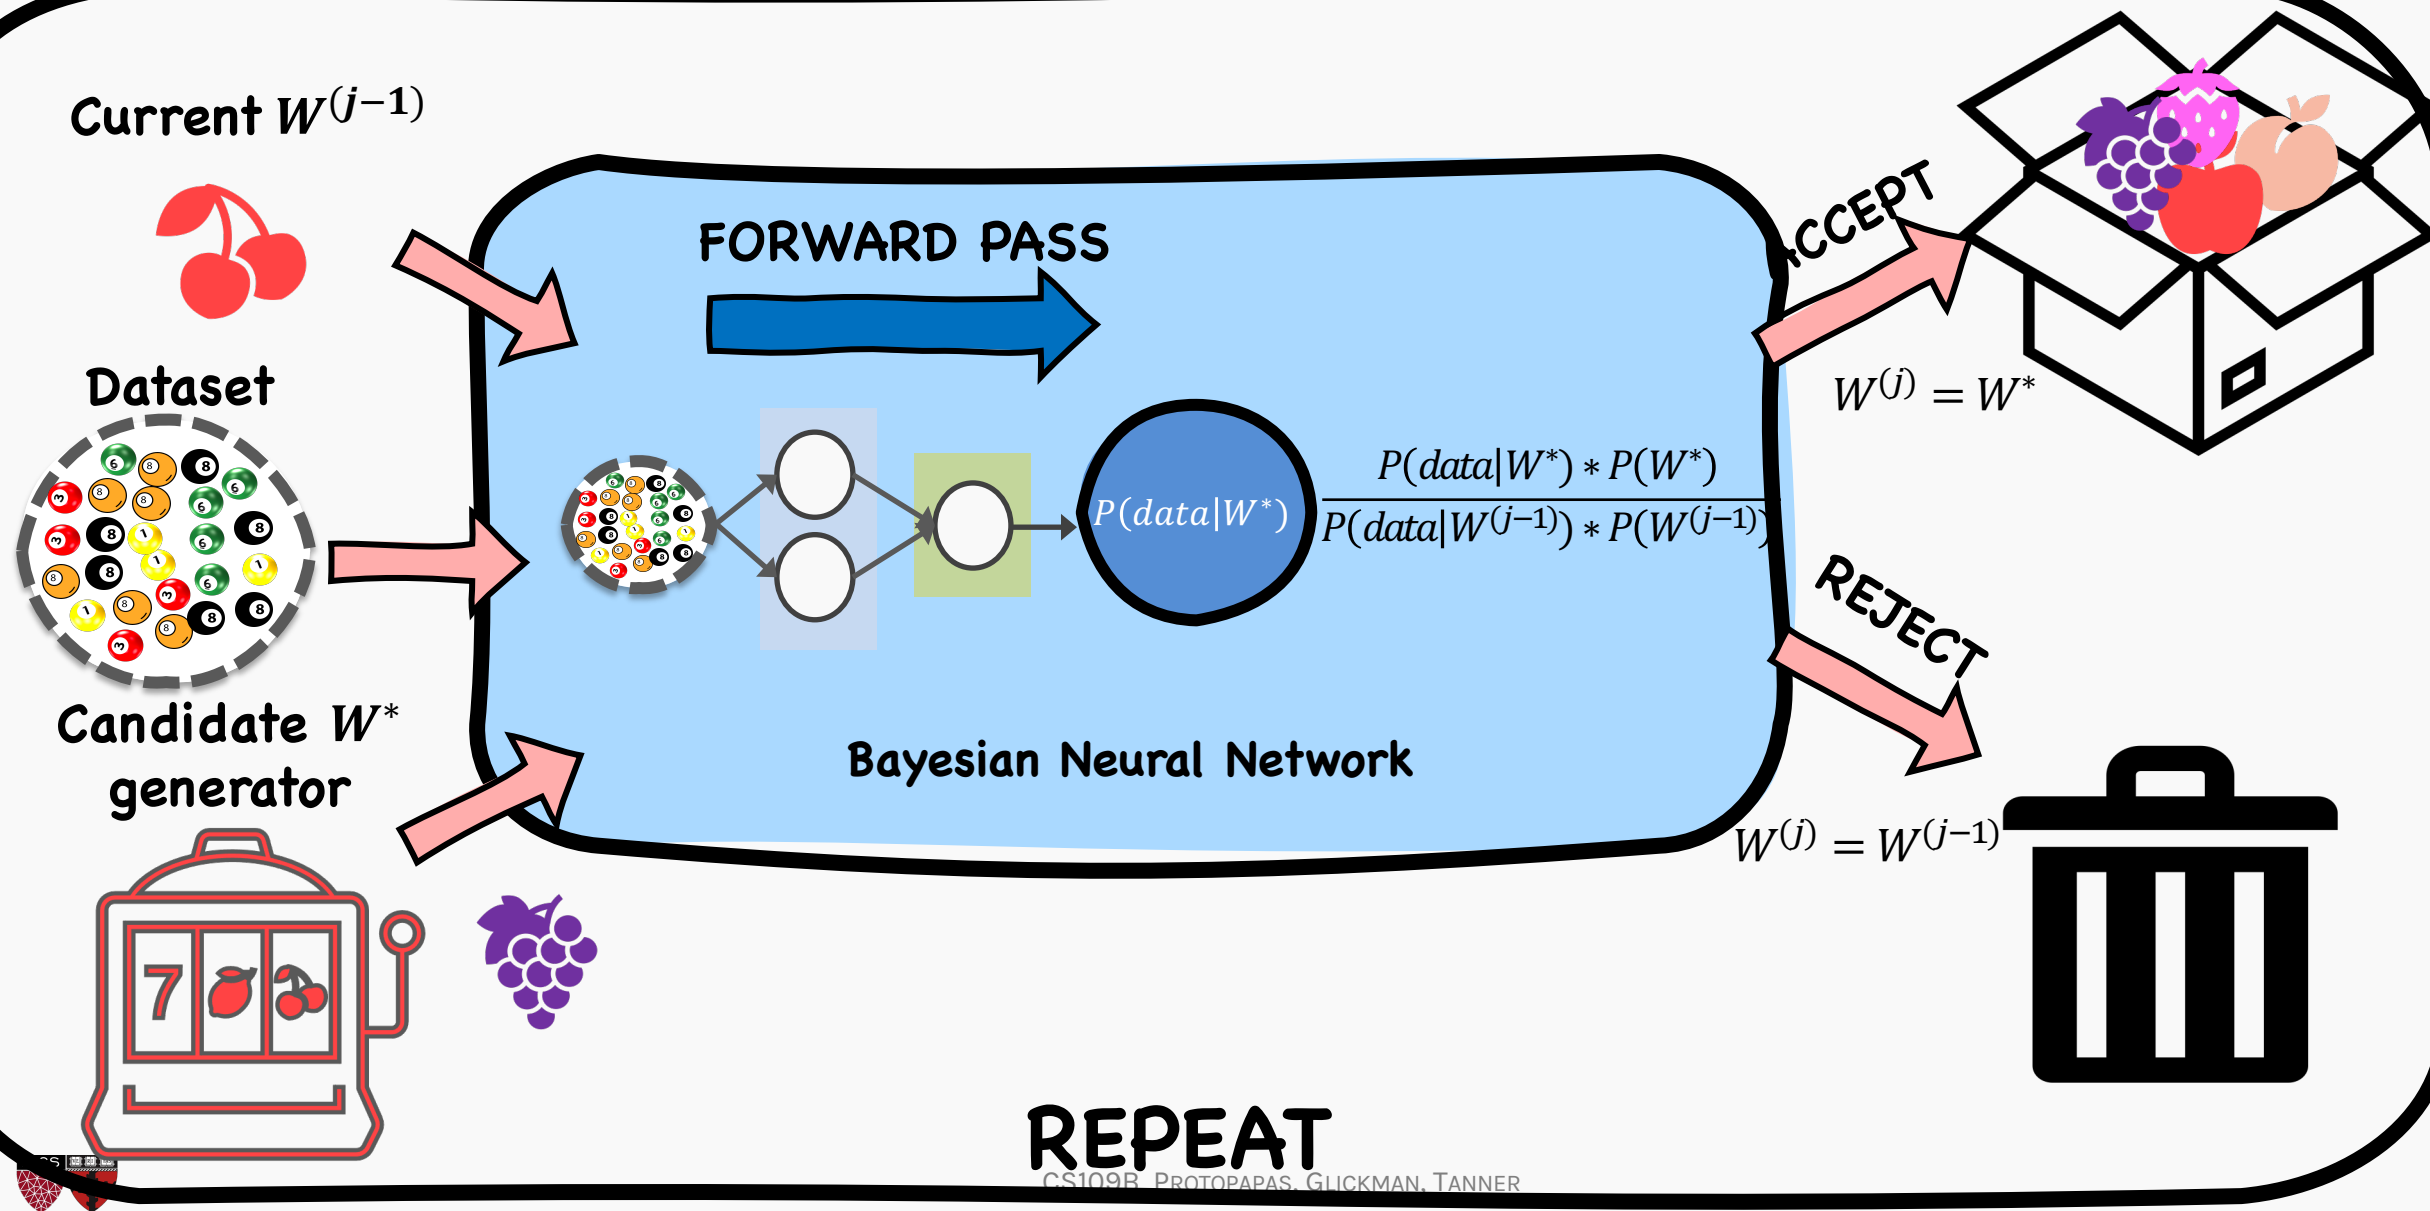 Current W^(j−1)
FORWARD PASS
ACCEPT
Dataset
W^(j) = W^*
P(data|W^*) ∗ P(W^*)
P(data|W^*)
P(data|W^(j−1)) ∗ P(W^(j−1))
REJECT
Candidate W^*
generator
Bayesian Neural Network
W^(j) = W^(j−1)
7
REPEAT
CS109B, PROTOPAPAS, GLICKMAN, TANNER